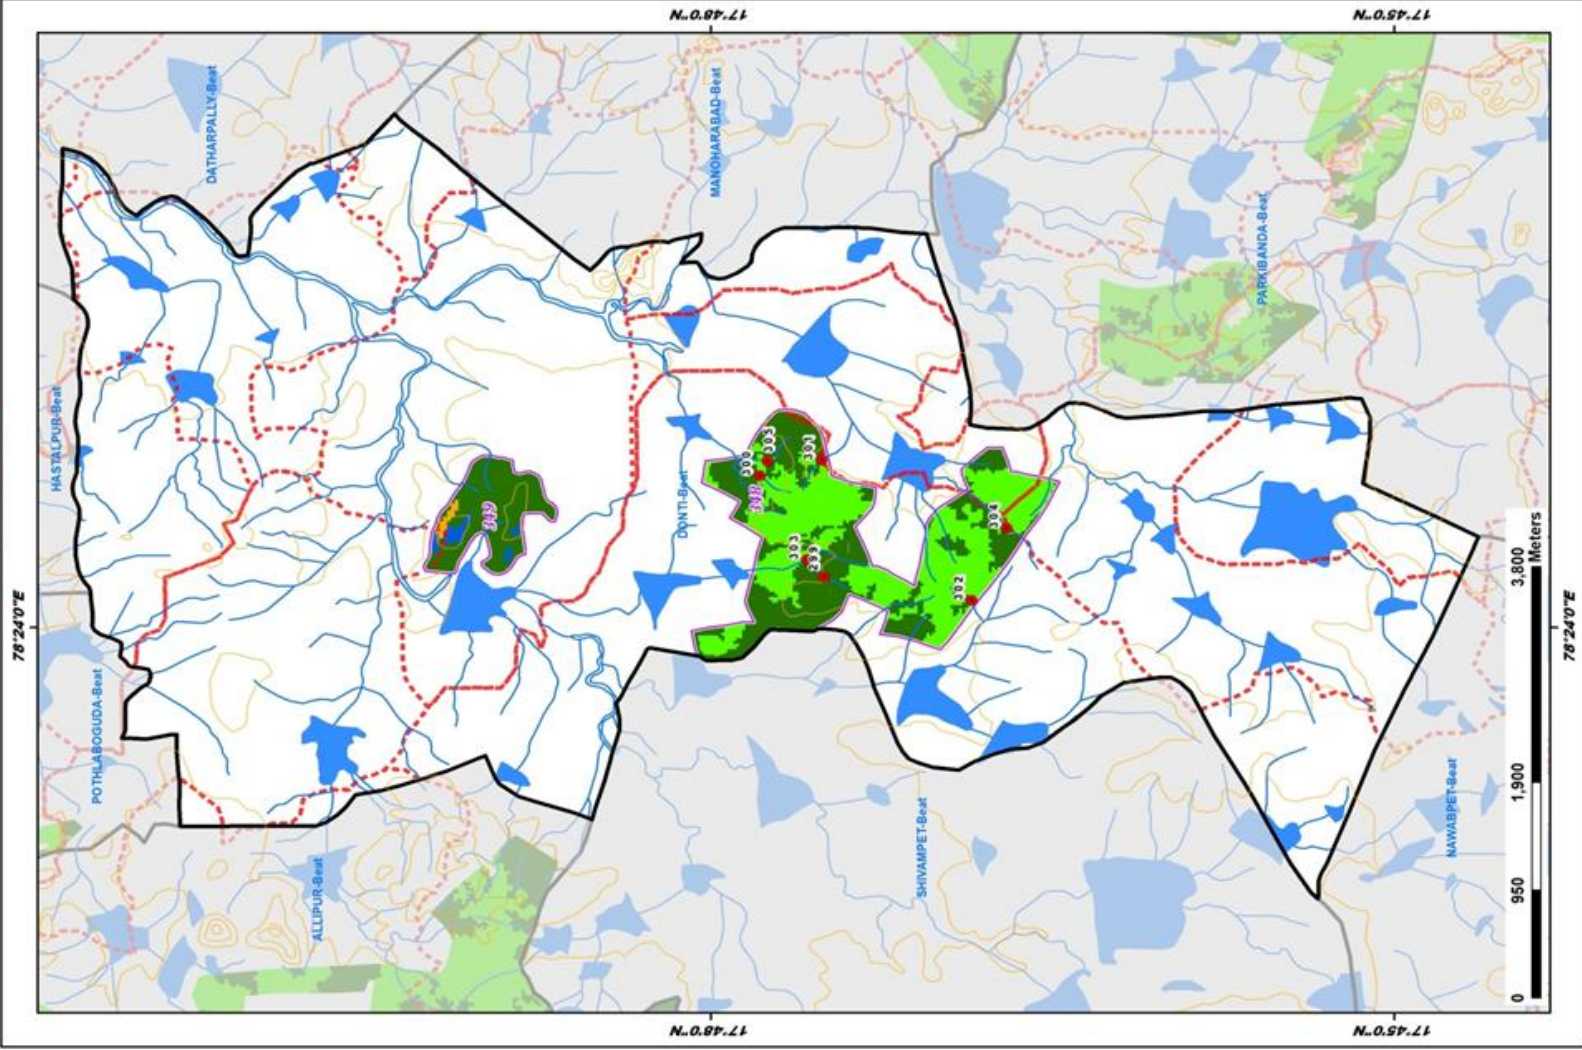 17°48'0"N
17°45'0"N
DATHARPALLY-Beat
MANOHARABAD-Beat
PARKIBANDA-Beat
HASTALPUR-Beat
DONTI-Beat
305
300
301
348
349
304
303
299
302
3,800 Meters
1,900
950
0
78°24'0"E
78°24'0"E
POTHLABOGUDA-Beat
ALLIPUR-Beat
SHIVAMPET-Beat
NAWABPET-Beat
17°48'0"N
17°45'0"N